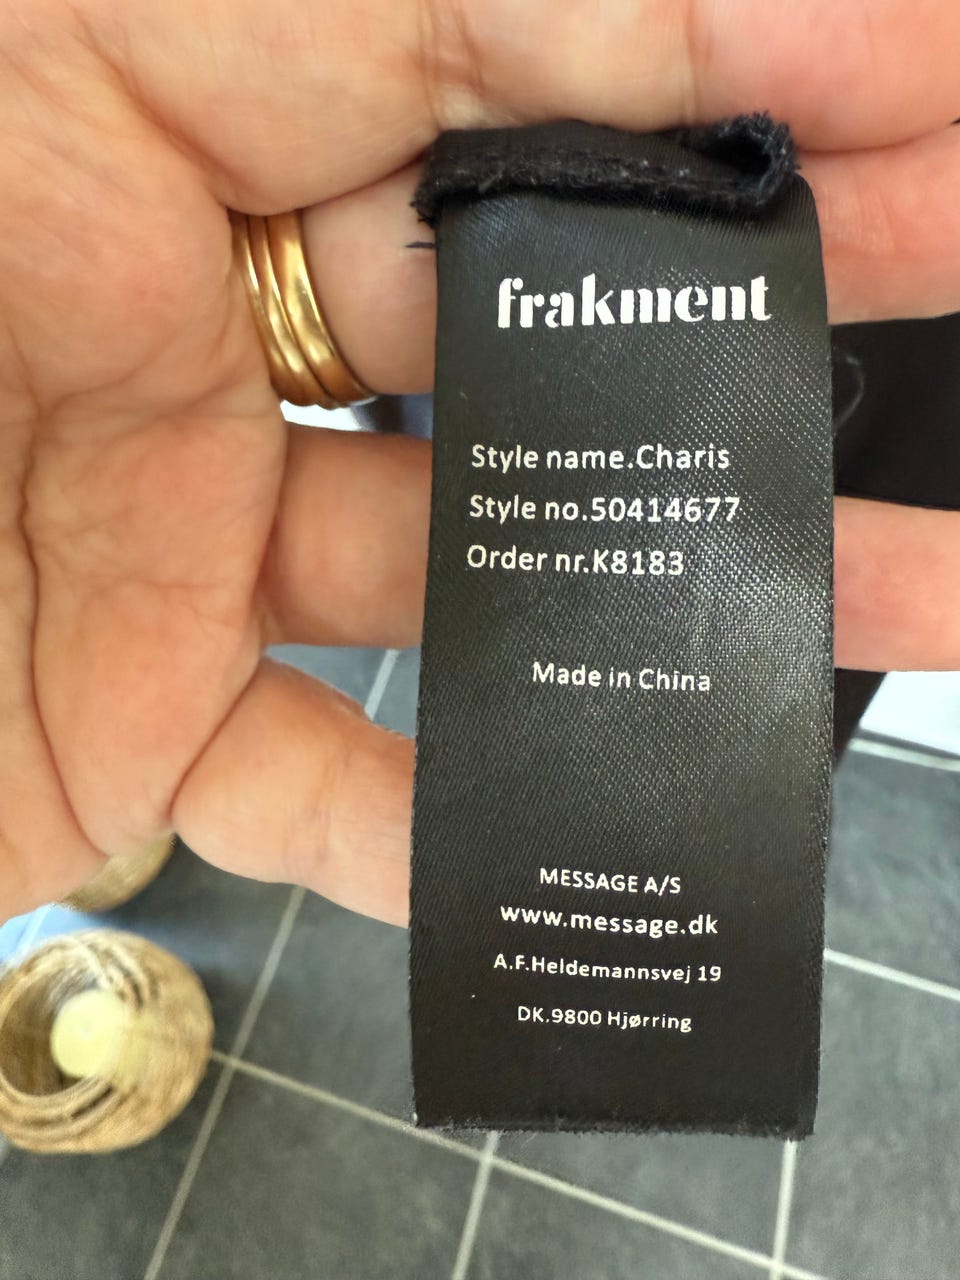 frakment
Style name.Charis
Style no.50414677
Order nr.K8183
Made in China
MESSAGE A/S
www.message.dk
A.F.Heldemannsvej 19
DK.9800 Hjørring